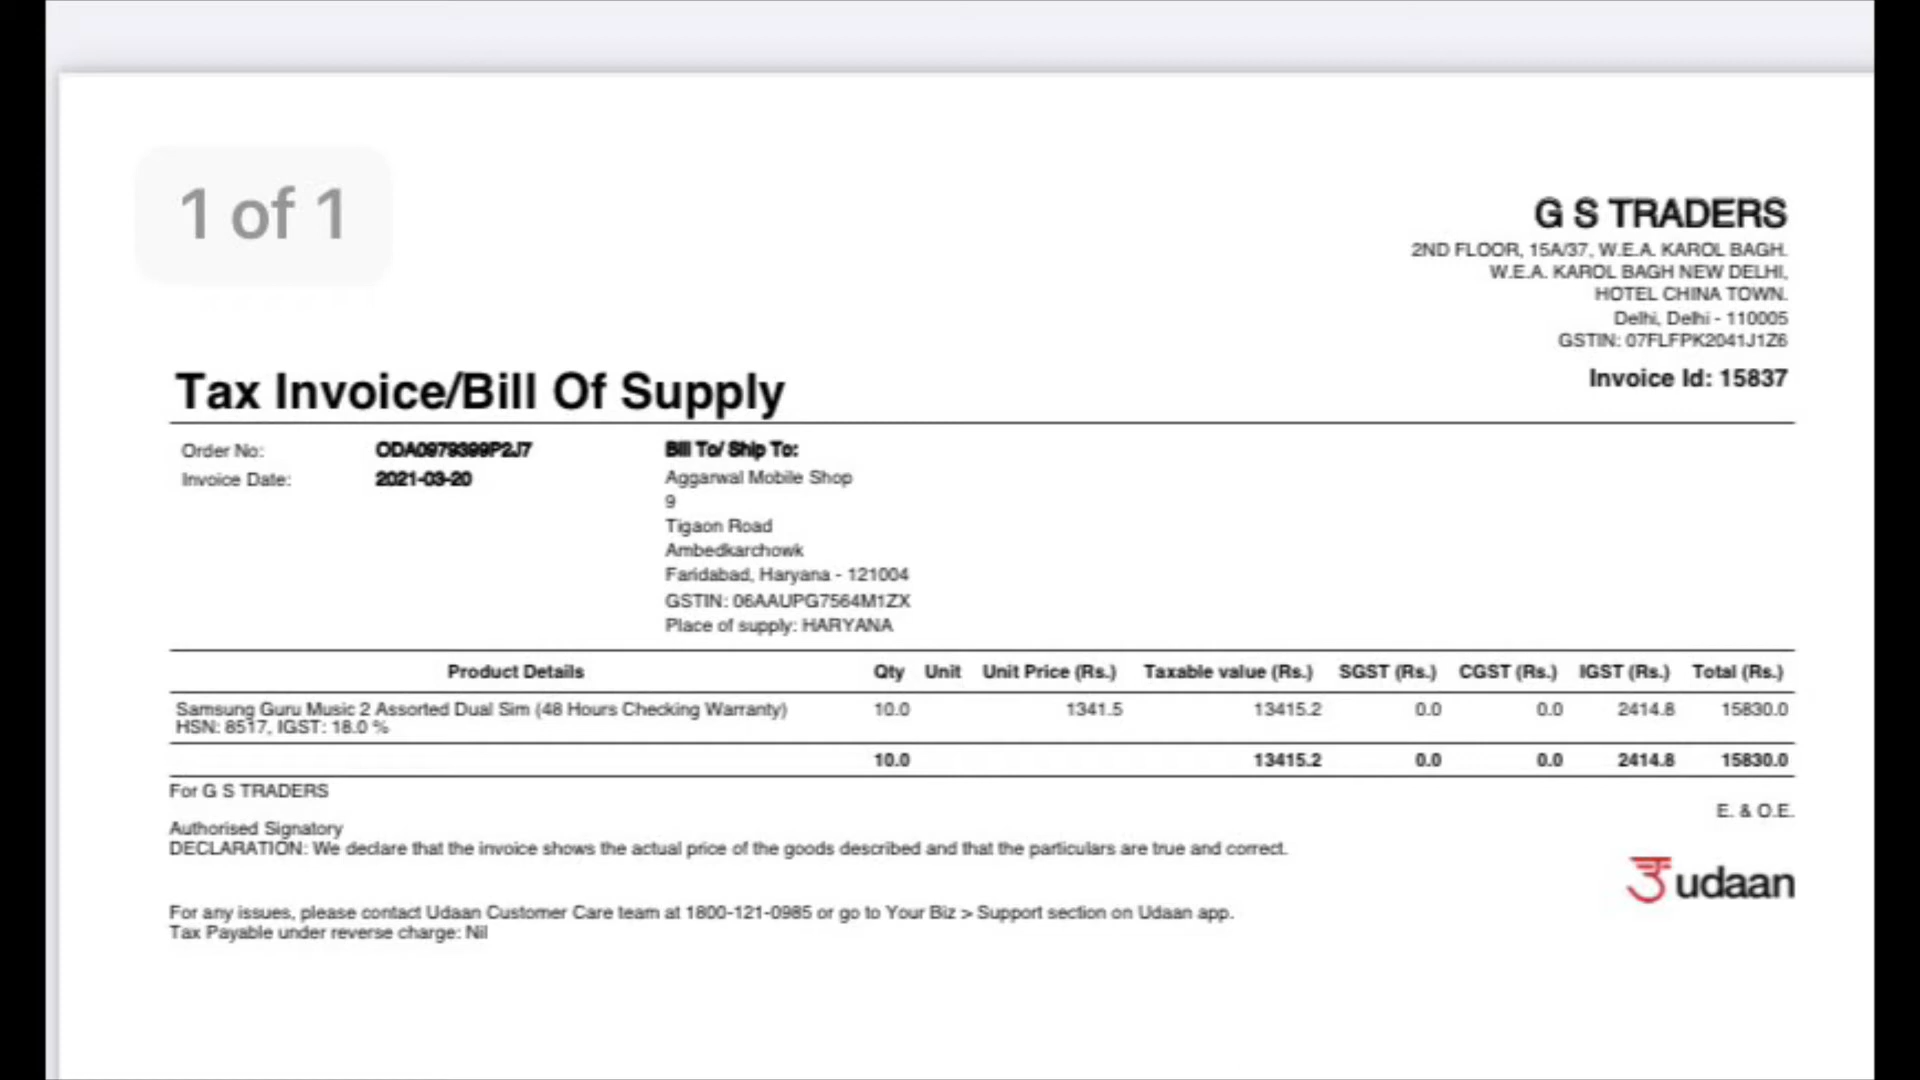 1 of 1
G S TRADERS
2ND FLOOR, 15A/37, W.E.A. KAROL BAGH.
W.E.A. KAROL BAGH NEW DELHI,
HOTEL CHINA TOWN.
Delhi, Delhi - 110005
GSTIN: 07FLFPK2041J1Z6
Invoice Id: 15837
Tax Invoice/Bill Of Supply
Order No: ODA0979399P2J7
Invoice Date: 2021-03-20
Bill To/ Ship To:
Aggarwal Mobile Shop
9
Tigaon Road
Ambedkarchowk
Faridabad, Haryana - 121004
GSTIN: 06AAUPG7564M1ZX
Place of supply: HARYANA
Product Details Qty Unit Unit Price (Rs.) Taxable value (Rs.) SGST (Rs.) CGST (Rs.) IGST (Rs.) Total (Rs.)
Samsung Guru Music 2 Assorted Dual Sim (48 Hours Checking Warranty) 10.0 1341.5 13415.2 0.0 0.0 2414.8 15830.0
HSN: 8517, IGST: 18.0 %
10.0 13415.2 0.0 0.0 2414.8 15830.0
For G S TRADERS
E. & O.E.
Authorised Signatory
DECLARATION: We declare that the invoice shows the actual price of the goods described and that the particulars are true and correct.
उudaan
For any issues, please contact Udaan Customer Care team at 1800-121-0985 or go to Your Biz > Support section on Udaan app.
Tax Payable under reverse charge: Nil